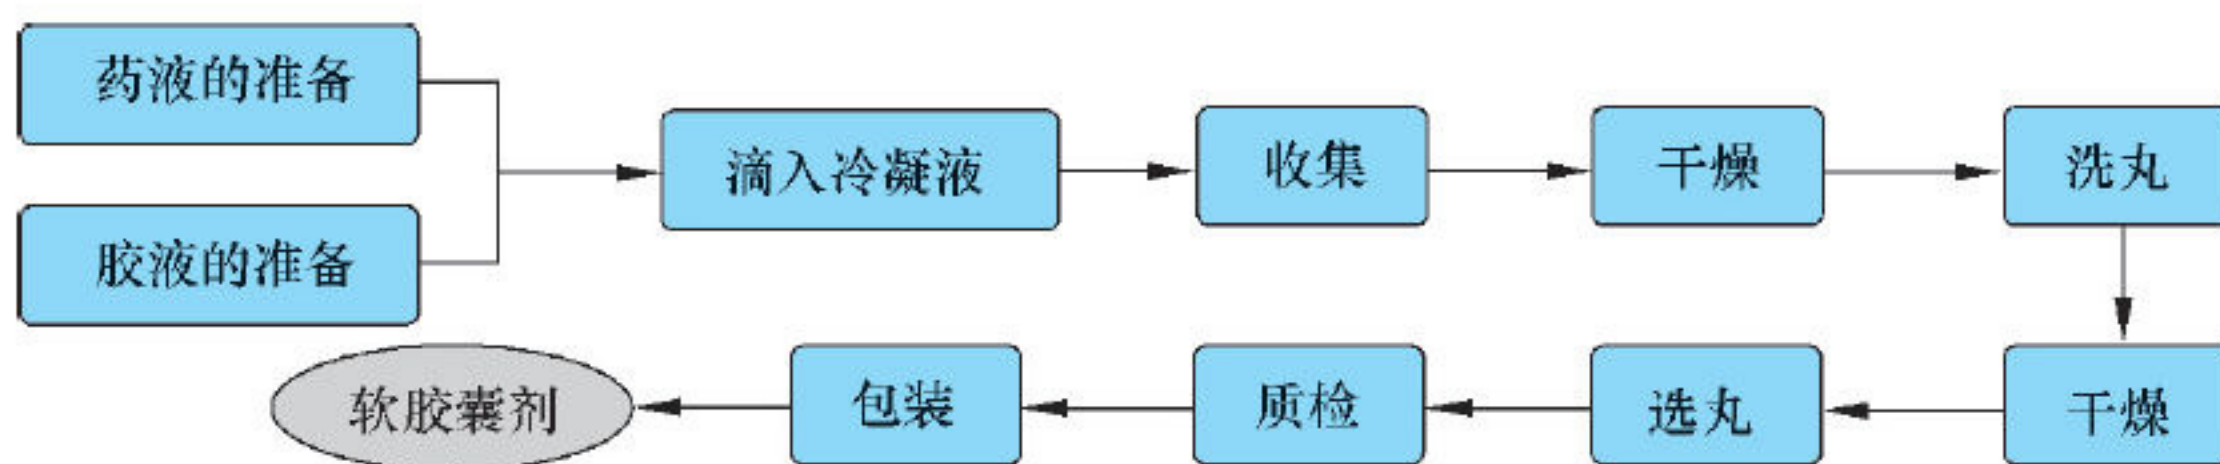 药液的准备
胶液的准备
滴入冷凝液
收集
干燥
洗丸
干燥
选丸
质检
包装
软胶囊剂